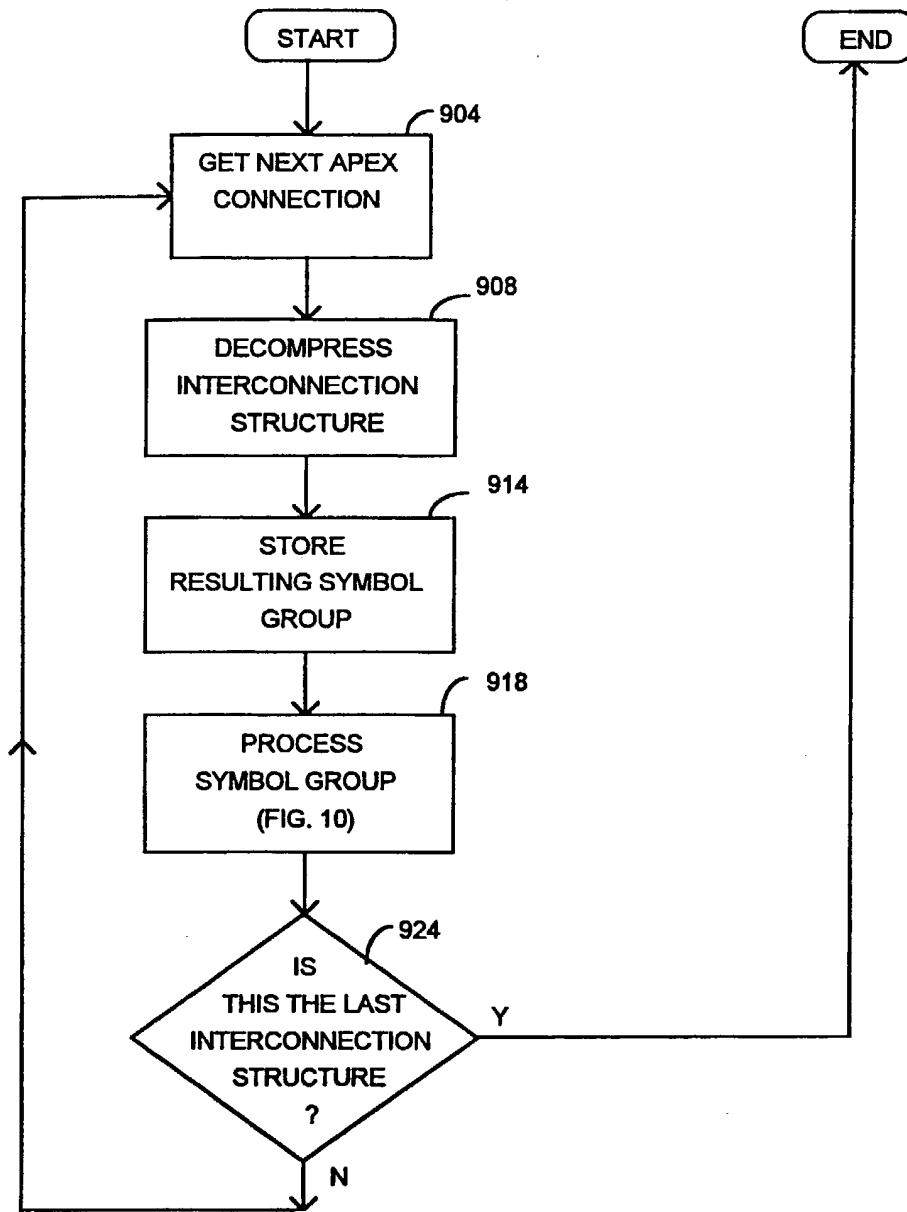 START
END
904
GET NEXT APEX
CONNECTION
908
DECOMPRESS
INTERCONNECTION
STRUCTURE
914
STORE
RESULTING SYMBOL
GROUP
918
PROCESS
SYMBOL GROUP
(FIG. 10)
924
IS
THIS THE LAST
INTERCONNECTION
STRUCTURE
?
Y
N